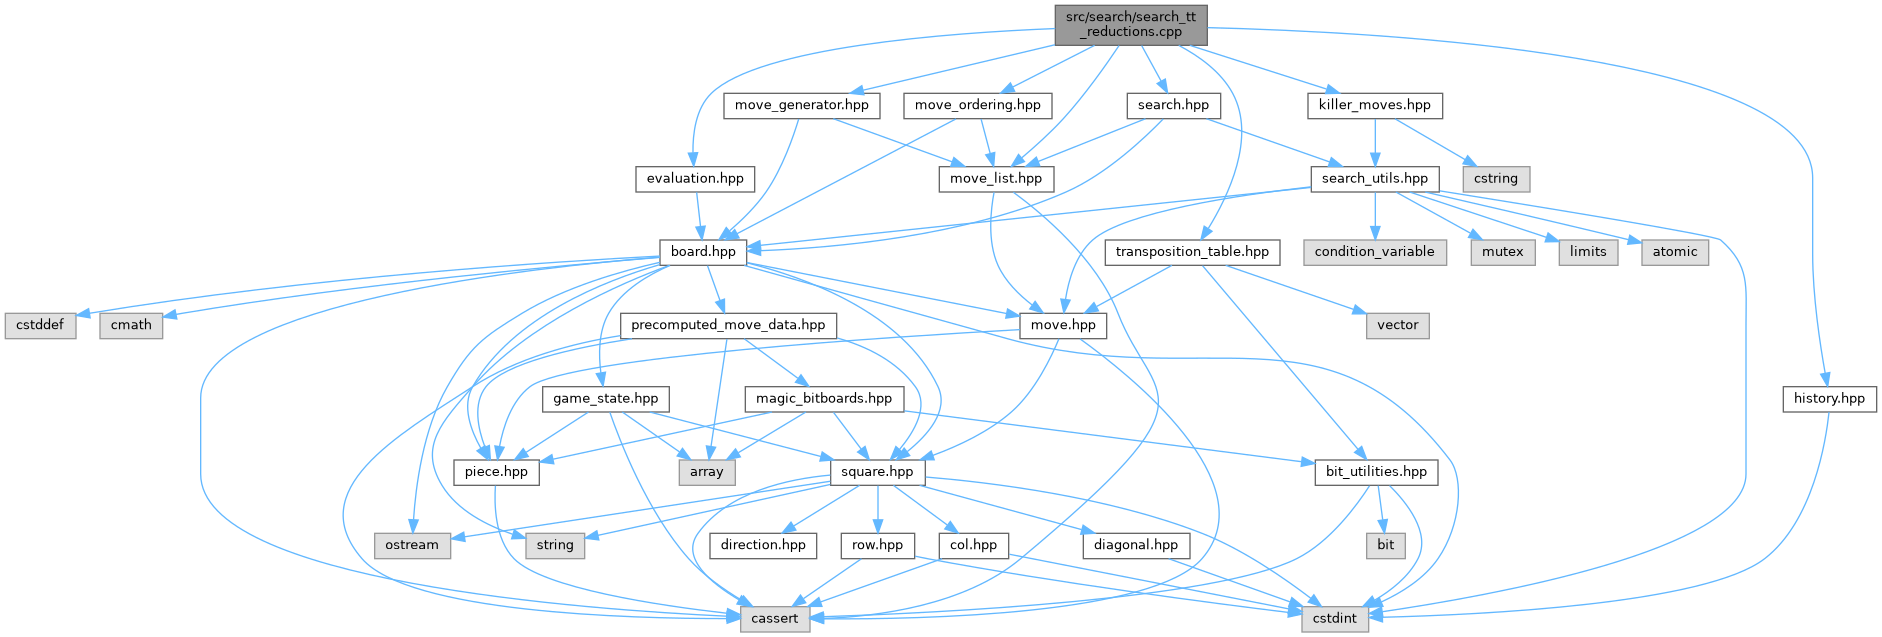 src/search/search_tt
_reductions.cpp
move_generator.hpp
move_ordering.hpp
search.hpp
killer_moves.hpp
evaluation.hpp
move_list.hpp
search_utils.hpp
cstring
board.hpp
transposition_table.hpp
condition_variable
mutex
limits
atomic
cstddef
cmath
precomputed_move_data.hpp
move.hpp
vector
game_state.hpp
magic_bitboards.hpp
history.hpp
piece.hpp
array
square.hpp
bit_utilities.hpp
ostream
string
direction.hpp
row.hpp
col.hpp
diagonal.hpp
bit
cassert
cstdint